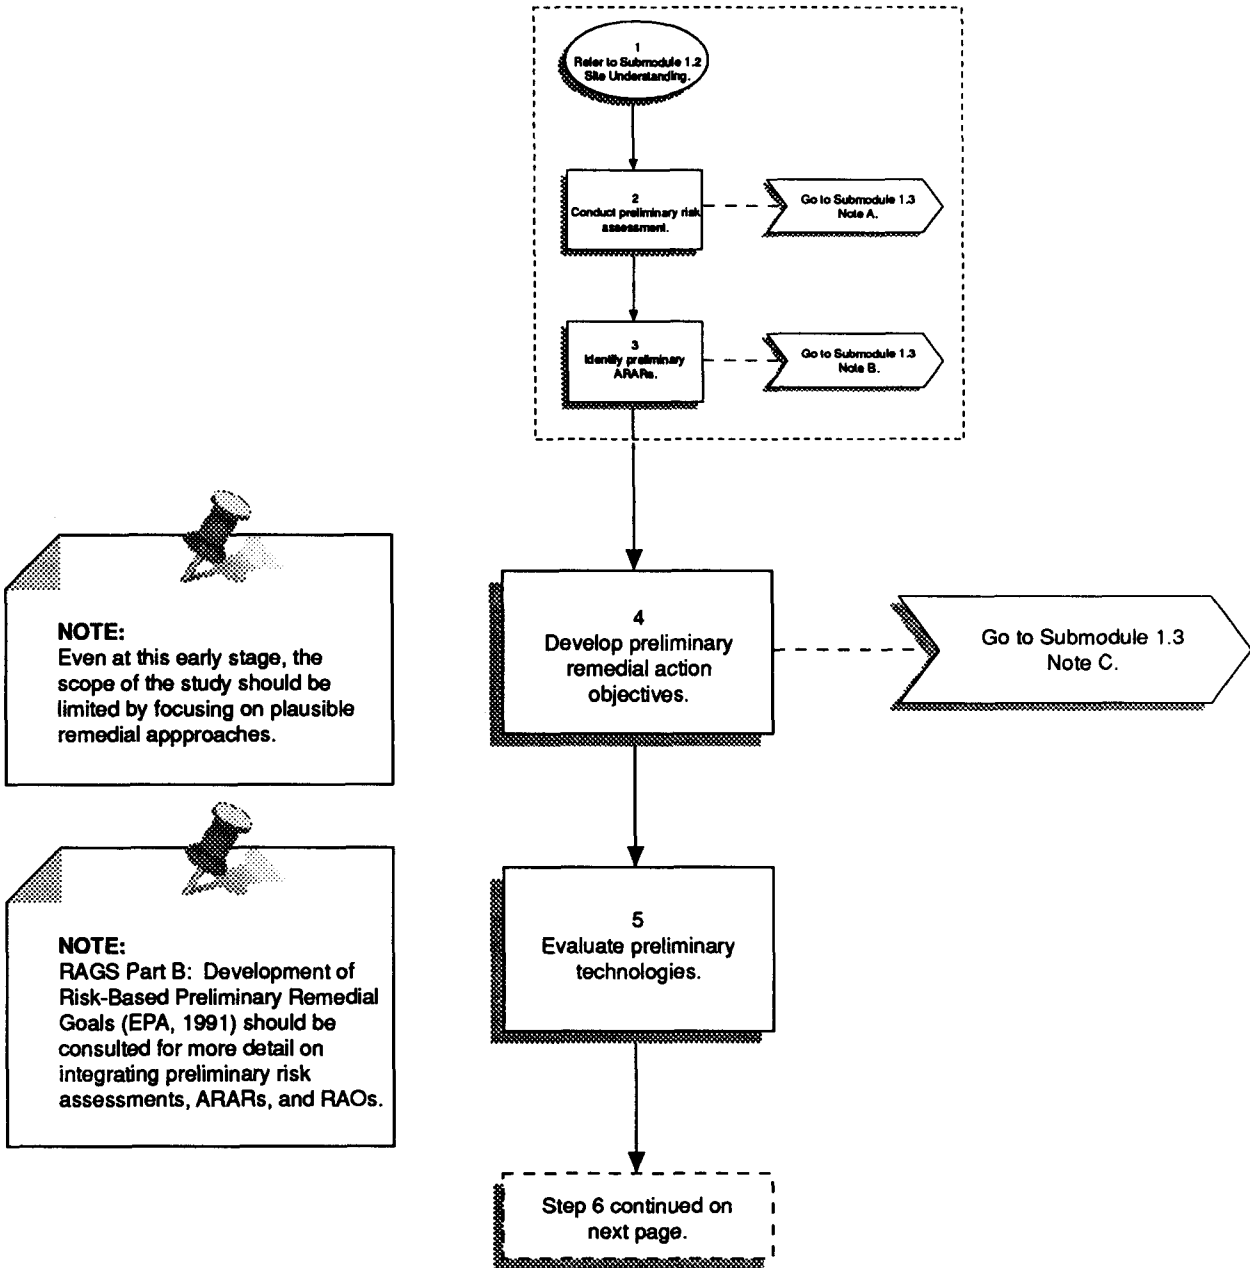 1
Refer to Submodule 1.2
Site Understanding.
2
Conduct preliminary risk
assessment.
Go to Submodule 1.3
Note A.
3
Identify preliminary
ARARs.
Go to Submodule 1.3
Note B.
4
Develop preliminary
remedial action
objectives.
Go to Submodule 1.3
Note C.
NOTE:
Even at this early stage, the
scope of the study should be
limited by focusing on plausible
remedial appproaches.
5
Evaluate preliminary
technologies.
NOTE:
RAGS Part B: Development of
Risk-Based Preliminary Remedial
Goals (EPA, 1991) should be
consulted for more detail on
integrating preliminary risk
assessments, ARARs, and RAOs.
Step 6 continued on
next page.